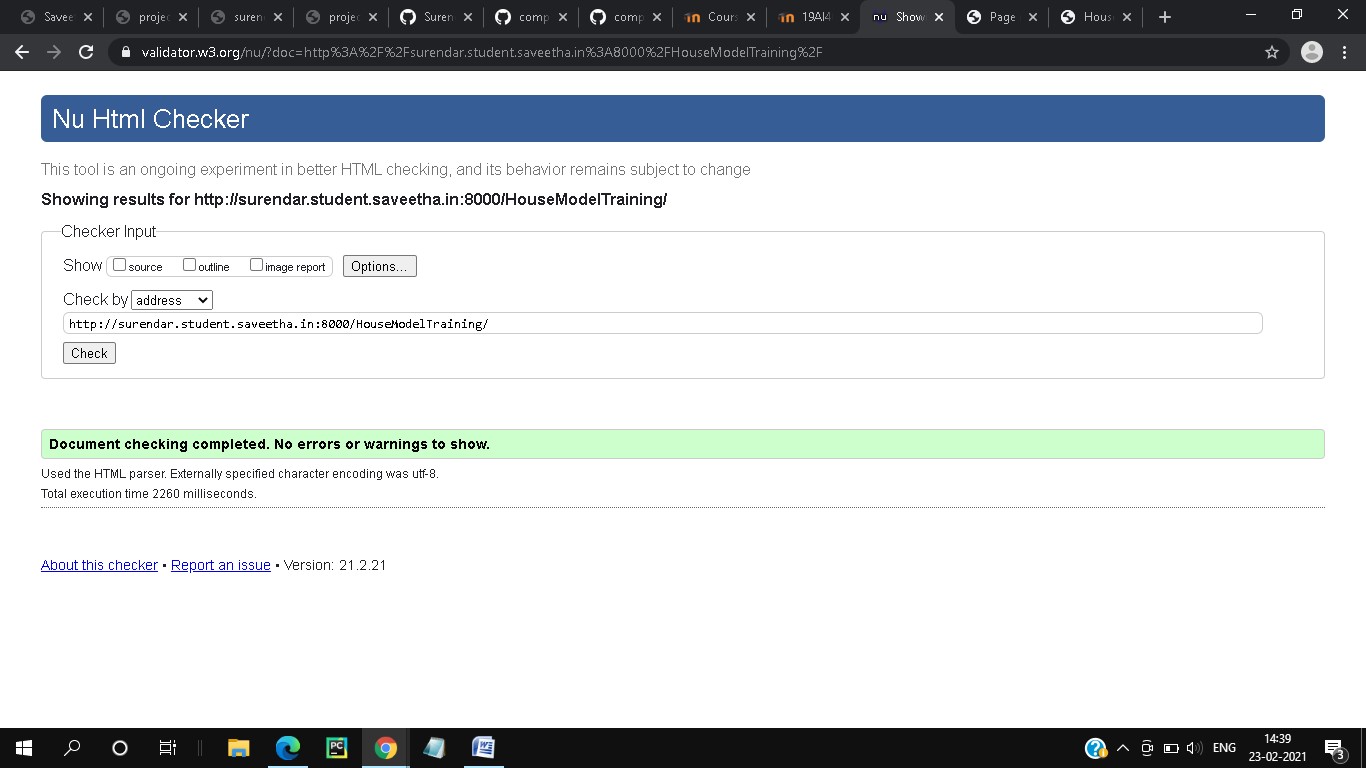 Savee
projec
suren
projec
Suren
comp
comp
Cours
19AI4
nu Show
Page
Hous
validator.w3.org/nu/?doc=http%3A%2F%2Fsurendar.student.saveetha.in%3A8000%2FHouseModelTraining%2F
Nu Html Checker
This tool is an ongoing experiment in better HTML checking, and its behavior remains subject to change
Showing results for http://surendar.student.saveetha.in:8000/HouseModelTraining/
Checker Input
Show source outline image report Options...
Check by address
http://surendar.student.saveetha.in:8000/HouseModelTraining/
Check
Document checking completed. No errors or warnings to show.
Used the HTML parser. Externally specified character encoding was utf-8.
Total execution time 2260 milliseconds.
About this checker • Report an issue • Version: 21.2.21
PC
W
ENG
14:39
23-02-2021
3